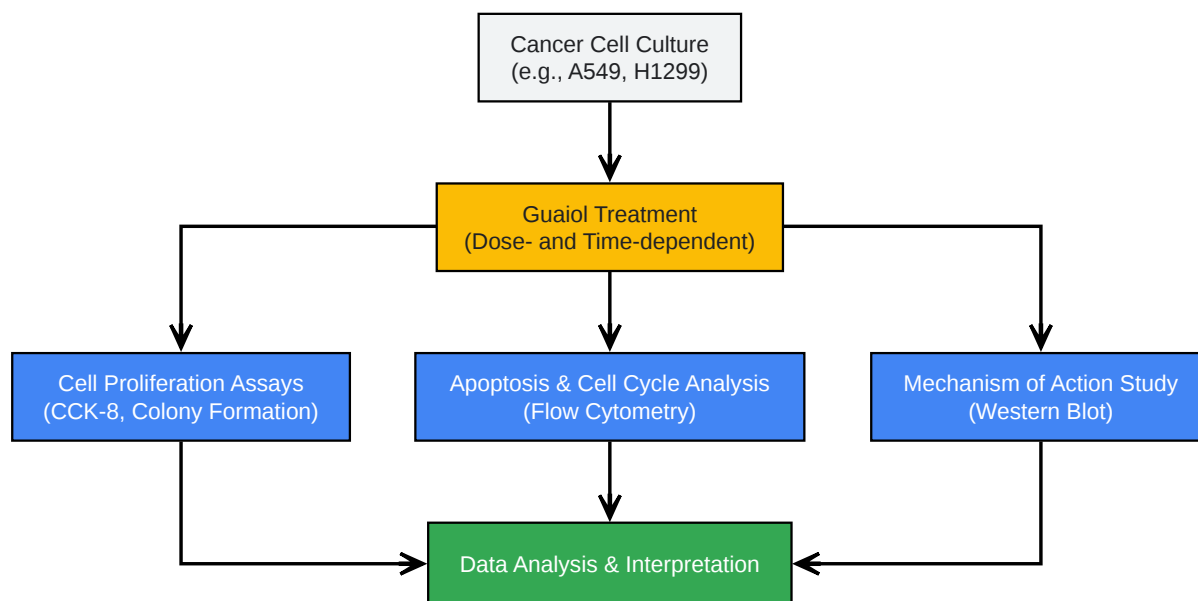 Cancer Cell Culture
(e.g., A549, H1299)
Guaiol Treatment
(Dose- and Time-dependent)
Cell Proliferation Assays
(CCK-8, Colony Formation)
Apoptosis & Cell Cycle Analysis
(Flow Cytometry)
Mechanism of Action Study
(Western Blot)
Data Analysis & Interpretation